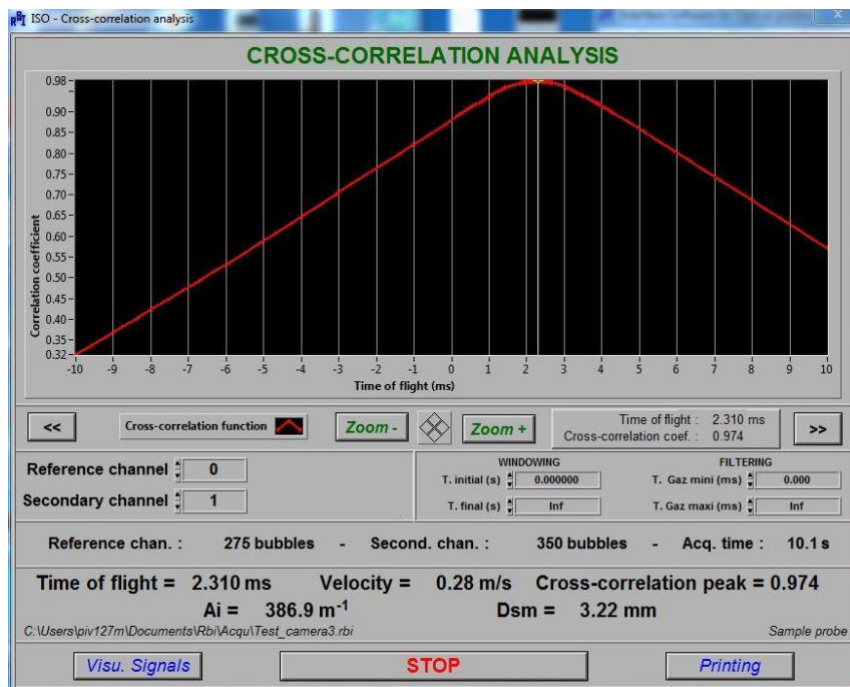 RBI ISO - Cross-correlation analysis
CROSS-CORRELATION ANALYSIS
Correlation coefficient
0.98
0.90
0.85
0.80
0.75
0.70
0.65
0.60
0.55
0.50
0.45
0.40
0.35
0.32
-10 -9 -8 -7 -6 -5 -4 -3 -2 -1 0 1 2 3 4 5 6 7 8 9 10
Time of flight (ms)
<< Cross-correlation function Zoom - Zoom + >>
Time of flight : 2.310 ms
Cross-correlation coef. : 0.974
Reference channel 0
Secondary channel 1
WINDOWING
T. initial (s) 0.000000
T. final (s) Inf
FILTERING
T. Gaz mini (ms) 0.000
T. Gaz maxi (ms) Inf
Reference chan. : 275 bubbles - Second. chan. : 350 bubbles - Acq. time : 10.1 s
Time of flight = 2.310 ms Velocity = 0.28 m/s Cross-correlation peak = 0.974
Ai = 386.9 m⁻¹ Dsm = 3.22 mm
C:\Users\piv127m\Documents\Rbi\Acqu\Test_camera3.rbi Sample probe
Visu. Signals STOP Printing